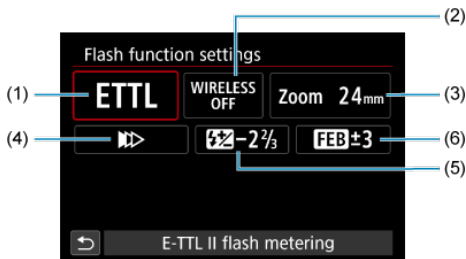 (2)
Flash function settings
(1) ETTL WIRELESS OFF Zoom 24mm (3)
(4) -2⅔ FEB±3 (6)
(5)
E-TTL II flash metering